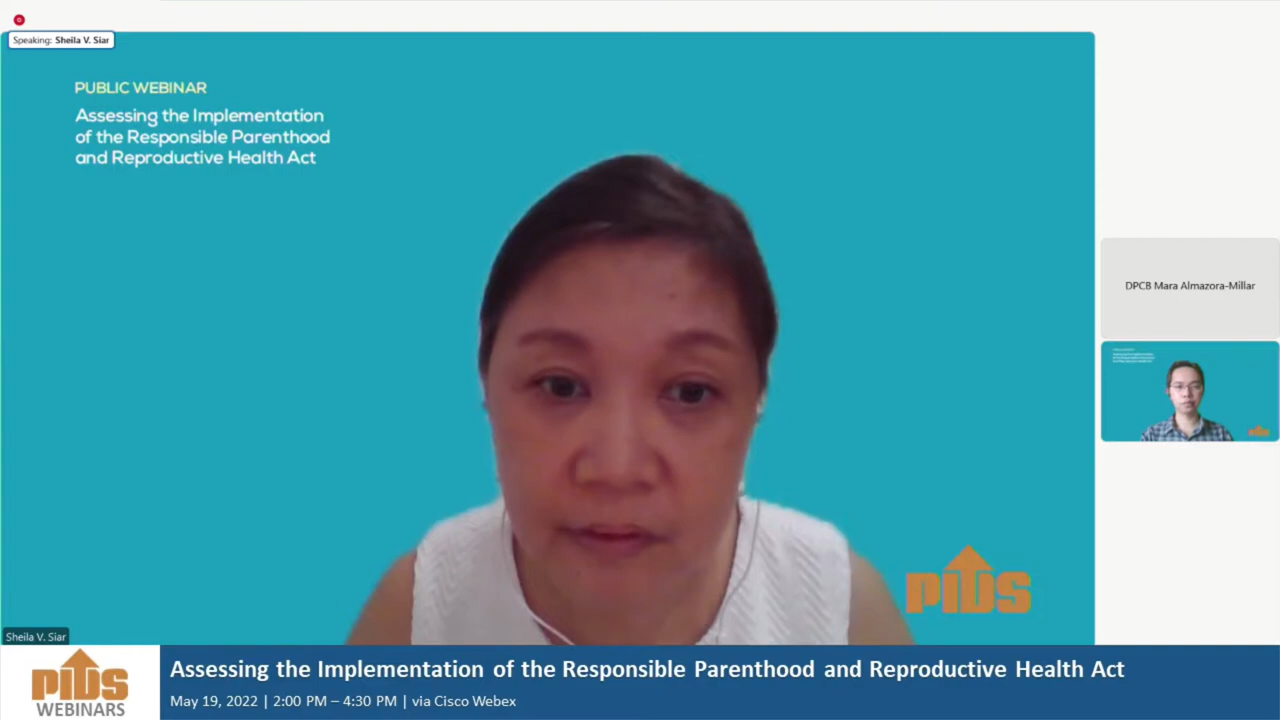 Speaking: Sheila V. Siar
PUBLIC WEBINAR
Assessing the Implementation
of the Responsible Parenthood
and Reproductive Health Act
DPCB Mara Almazora-Millar
PIDS
Sheila V. Siar
PIDS
WEBINARS
Assessing the Implementation of the Responsible Parenthood and Reproductive Health Act
May 19, 2022 | 2:00 PM – 4:30 PM | via Cisco Webex